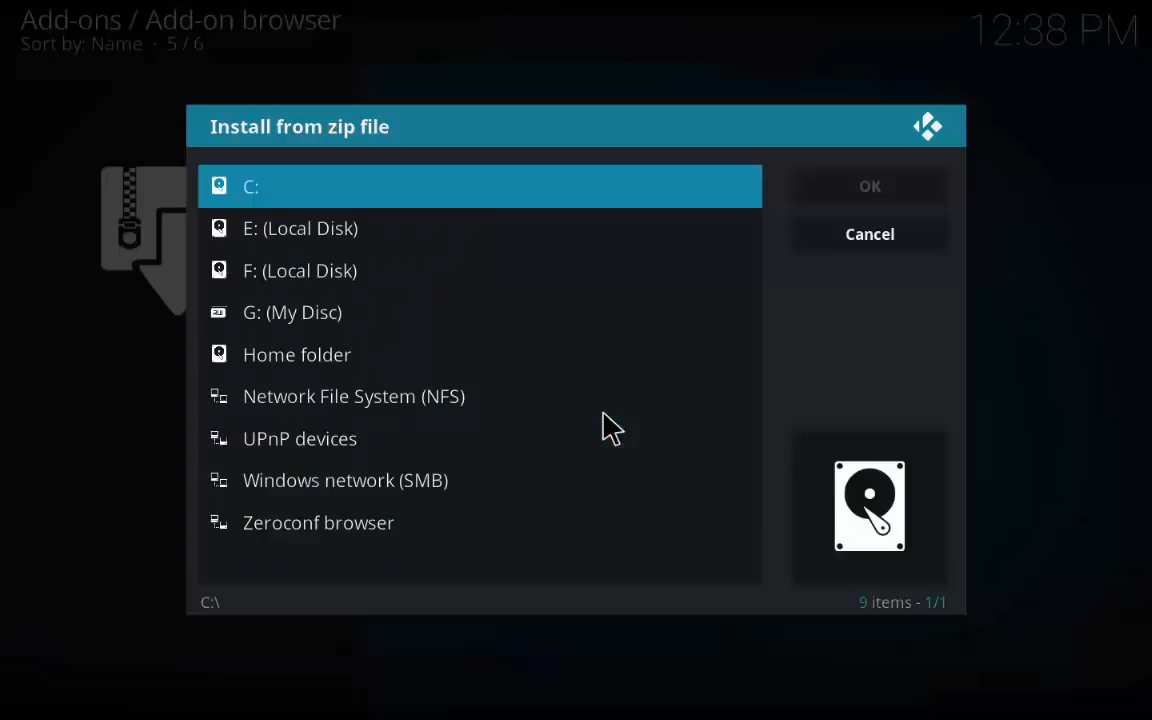 Add-ons / Add-on browser
Sort by: Name · 5 / 6
12:38 PM
Install from zip file
C:
E: (Local Disk)
F: (Local Disk)
G: (My Disc)
Home folder
Network File System (NFS)
UPnP devices
Windows network (SMB)
Zeroconf browser
OK
Cancel
C:\
9 items - 1/1